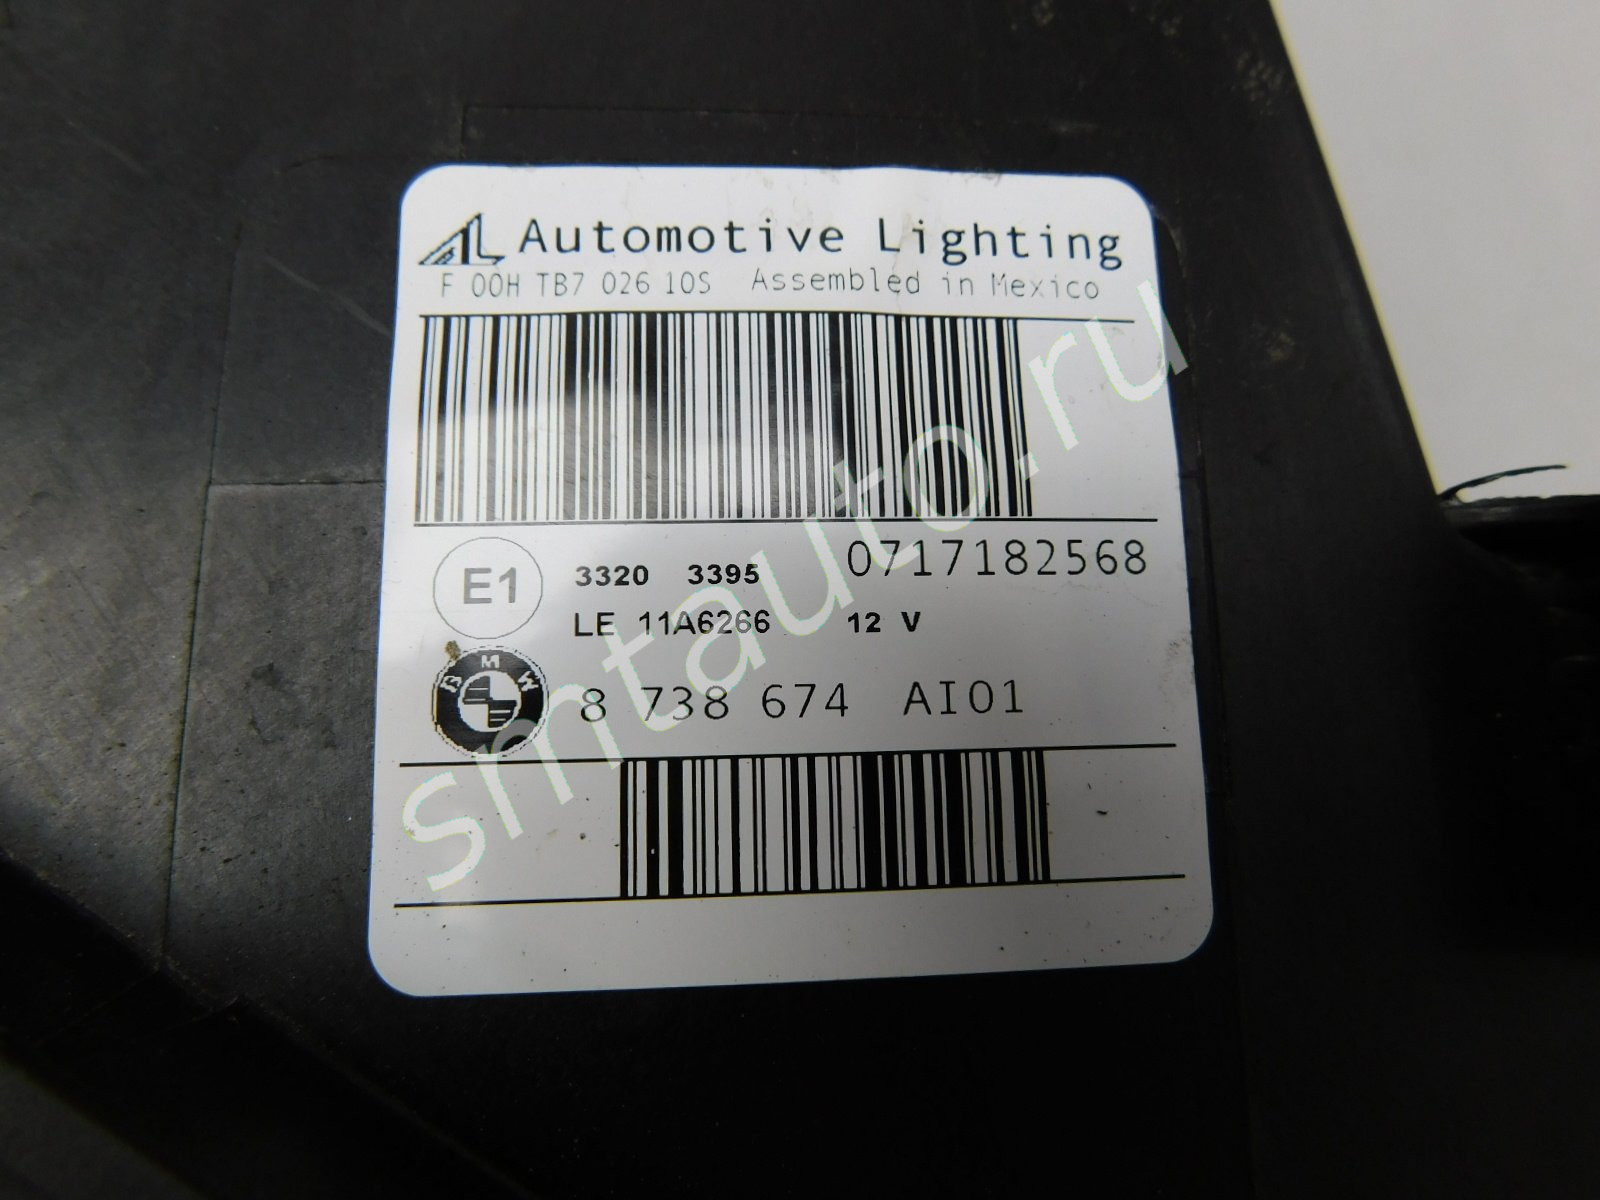 AL Automotive Lighting
F 00H TB7 026 10S Assembled in Mexico
E1 3320 3395 0717182568
LE 11A6266 12 V
BMW 8 738 674 AI01
smtauto.ru